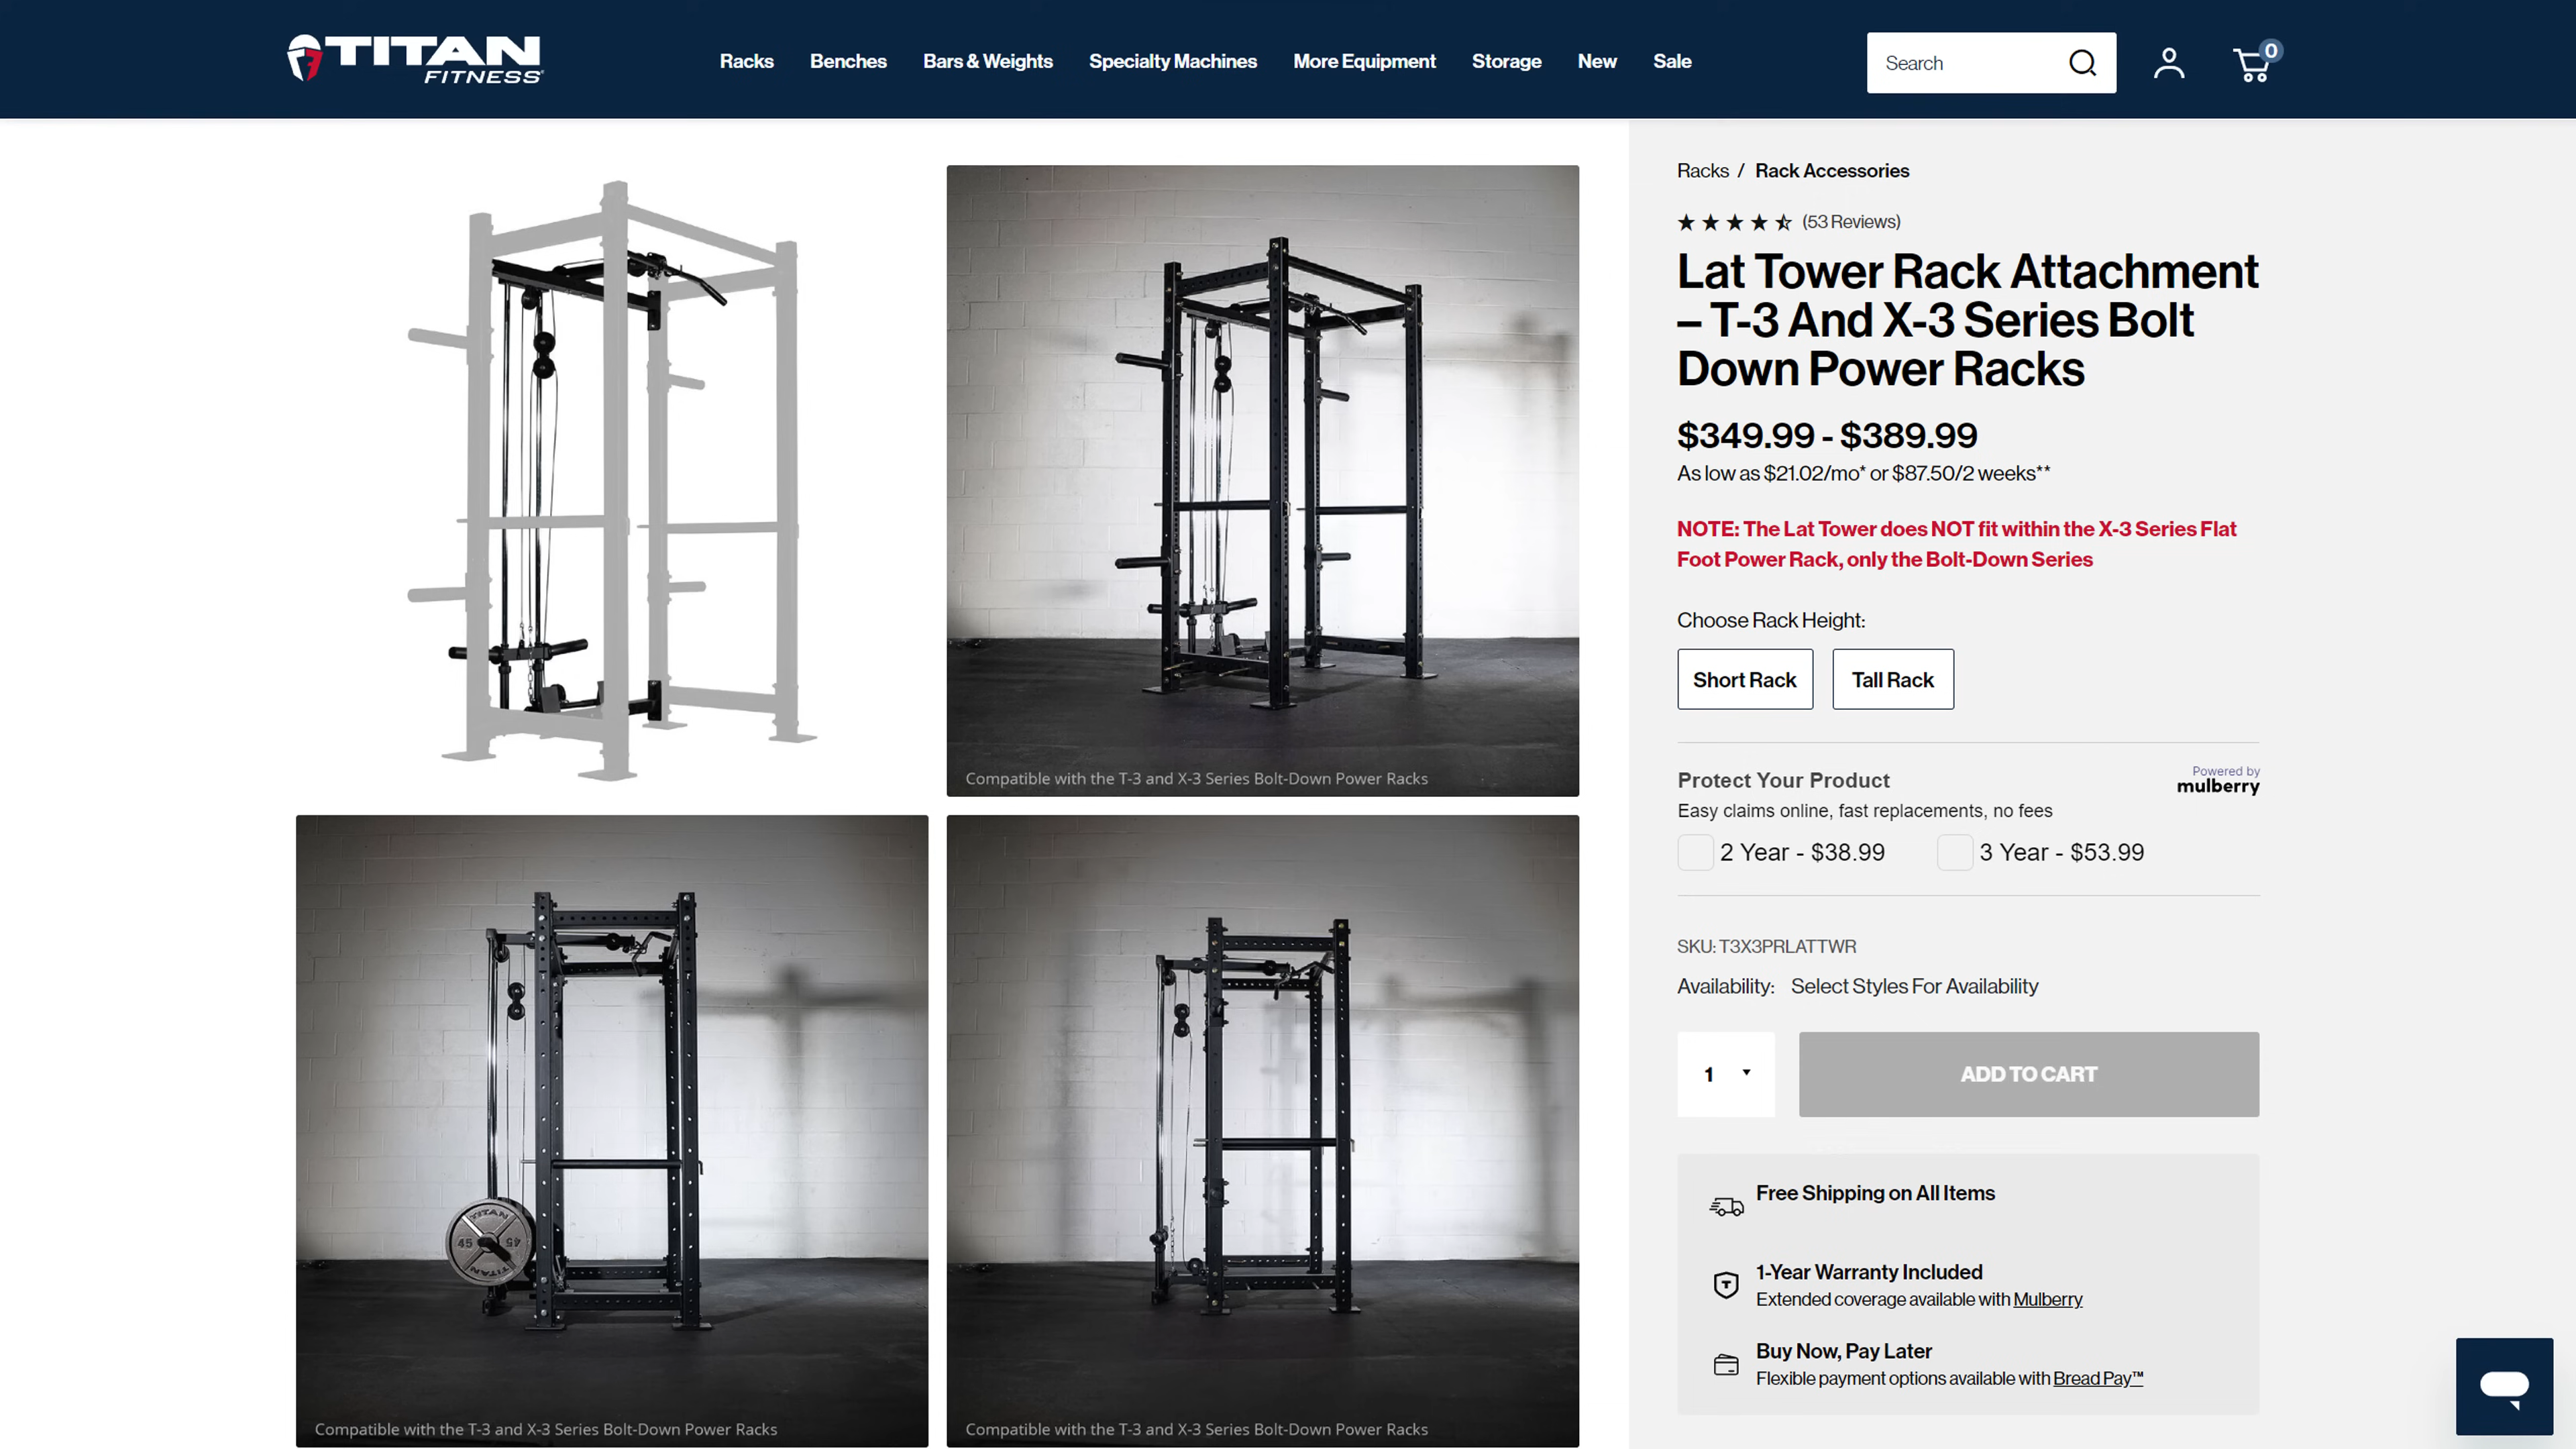 TITAN
FITNESS
Racks
Benches
Bars & Weights
Specialty Machines
More Equipment
Storage
New
Sale
Search
0
Compatible with the T-3 and X-3 Series Bolt-Down Power Racks
TITAN
45
45
TITAN
Compatible with the T-3 and X-3 Series Bolt-Down Power Racks
Compatible with the T-3 and X-3 Series Bolt-Down Power Racks
Racks / Rack Accessories
(53 Reviews)
Lat Tower Rack Attachment
– T-3 And X-3 Series Bolt
Down Power Racks
$349.99 - $389.99
As low as $21.02/mo* or $87.50/2 weeks**
NOTE: The Lat Tower does NOT fit within the X-3 Series Flat
Foot Power Rack, only the Bolt-Down Series
Choose Rack Height:
Short Rack
Tall Rack
Protect Your Product
Powered by
mulberry
Easy claims online, fast replacements, no fees
2 Year - $38.99
3 Year - $53.99
SKU: T3X3PRLATTWR
Availability: Select Styles For Availability
1
ADD TO CART
Free Shipping on All Items
1-Year Warranty Included
Extended coverage available with Mulberry
Buy Now, Pay Later
Flexible payment options available with Bread Pay™